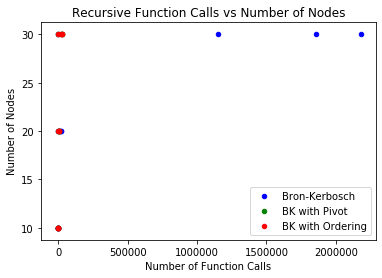 Recursive Function Calls vs Number of Nodes
30
25
20
15
10
Number of Nodes
Bron-Kerbosch
BK with Pivot
BK with Ordering
0 500000 1000000 1500000 2000000
Number of Function Calls